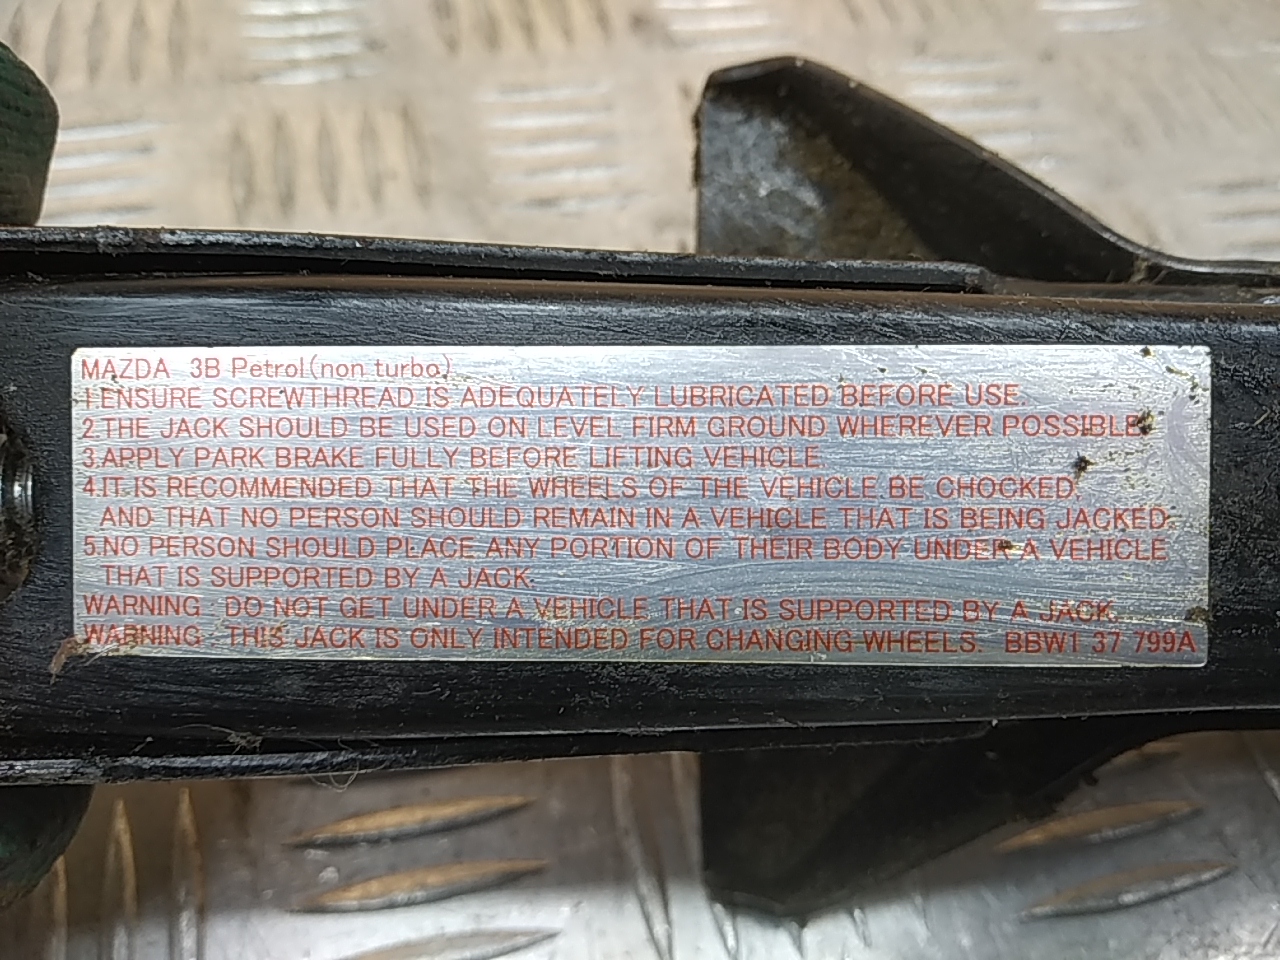 MAZDA 3B Petrol(non turbo)
1.ENSURE SCREWTHREAD IS ADEQUATELY LUBRICATED BEFORE USE.
2.THE JACK SHOULD BE USED ON LEVEL FIRM GROUND WHEREVER POSSIBLE.
3.APPLY PARK BRAKE FULLY BEFORE LIFTING VEHICLE.
4.IT IS RECOMMENDED THAT THE WHEELS OF THE VEHICLE BE CHOCKED,
AND THAT NO PERSON SHOULD REMAIN IN A VEHICLE THAT IS BEING JACKED.
5.NO PERSON SHOULD PLACE ANY PORTION OF THEIR BODY UNDER A VEHICLE
THAT IS SUPPORTED BY A JACK.
WARNING : DO NOT GET UNDER A VEHICLE THAT IS SUPPORTED BY A JACK.
WARNING : THIS JACK IS ONLY INTENDED FOR CHANGING WHEELS. BBW1 37 799A